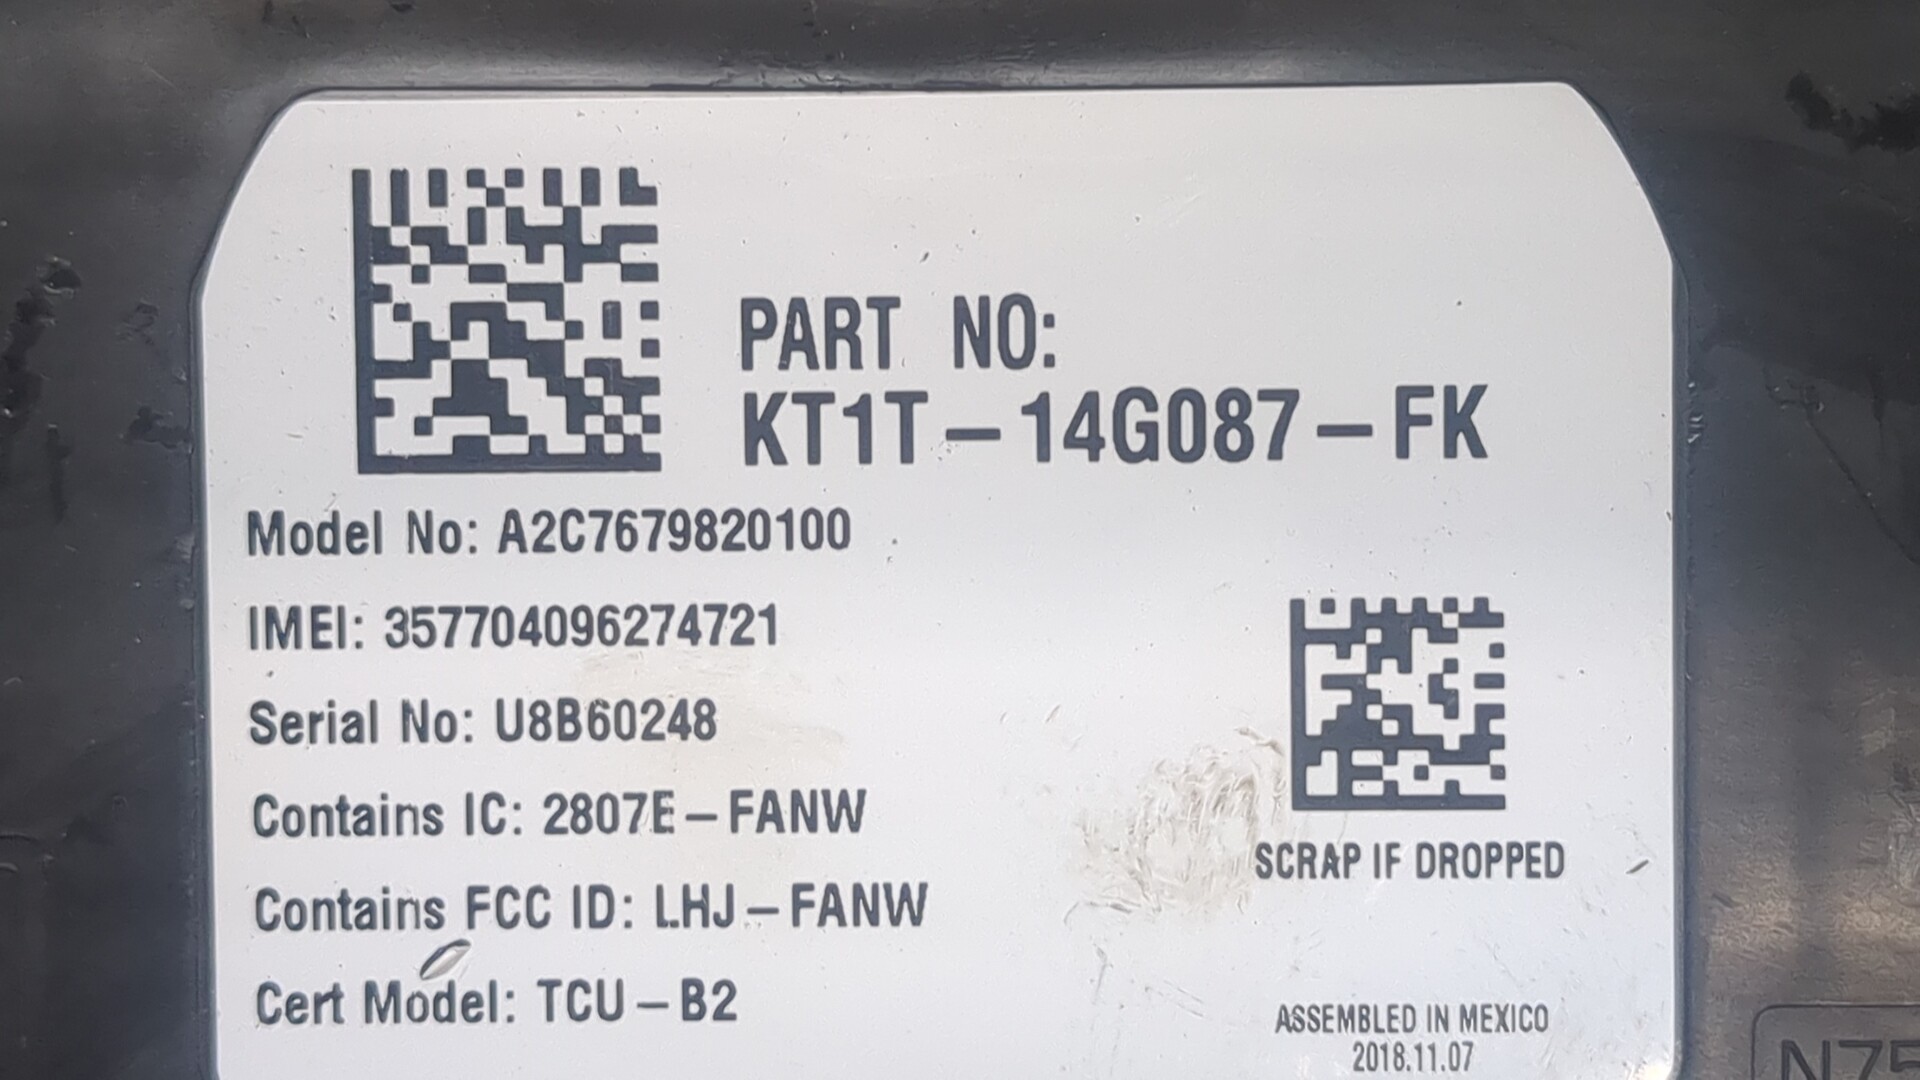 PART NO:
KT1T-14G087-FK
Model No: A2C7679820100
IMEI: 357704096274721
Serial No: U8B60248
Contains IC: 2807E-FANW
Contains FCC ID: LHJ-FANW
SCRAP IF DROPPED
Cert Model: TCU-B2
ASSEMBLED IN MEXICO
2018.11.07